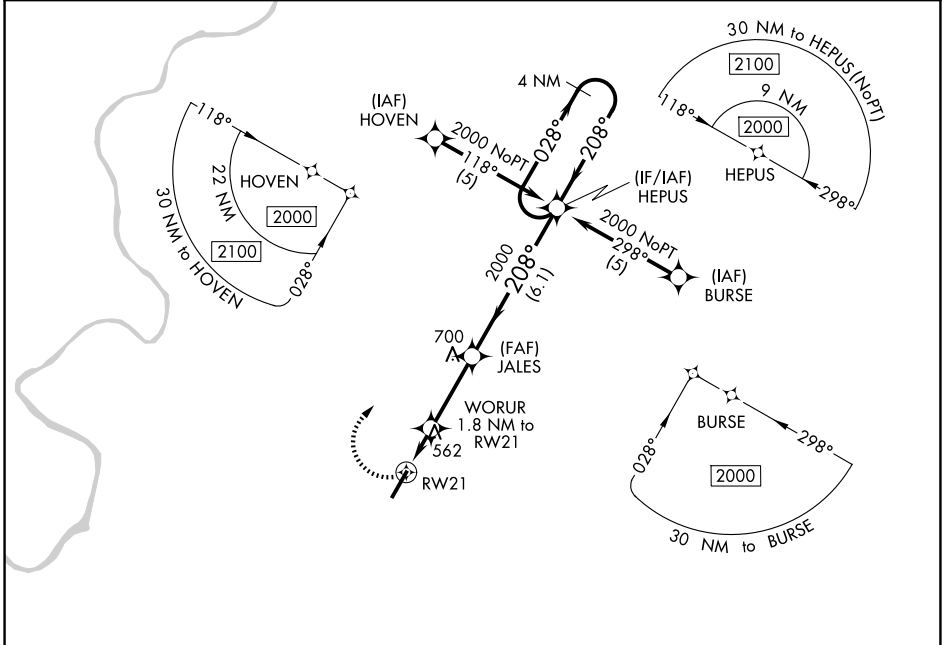 30 NM to HEPUS (NoPT)
2100
9 NM
118°
2000
HEPUS
298°
4 NM
(IAF)
HOVEN
2000 NoPT
118°
(5)
028°
208°
(IF/IAF)
HEPUS
2000 NoPT
298°
(5)
(IAF)
BURSE
118°
HOVEN
22 NM
2000
2100
30 NM to HOVEN
028°
2000
208°
(6.1)
700
(FAF)
JALES
WORUR
1.8 NM to
RW21
562
RW21
BURSE
028°
298°
2000
30 NM to BURSE